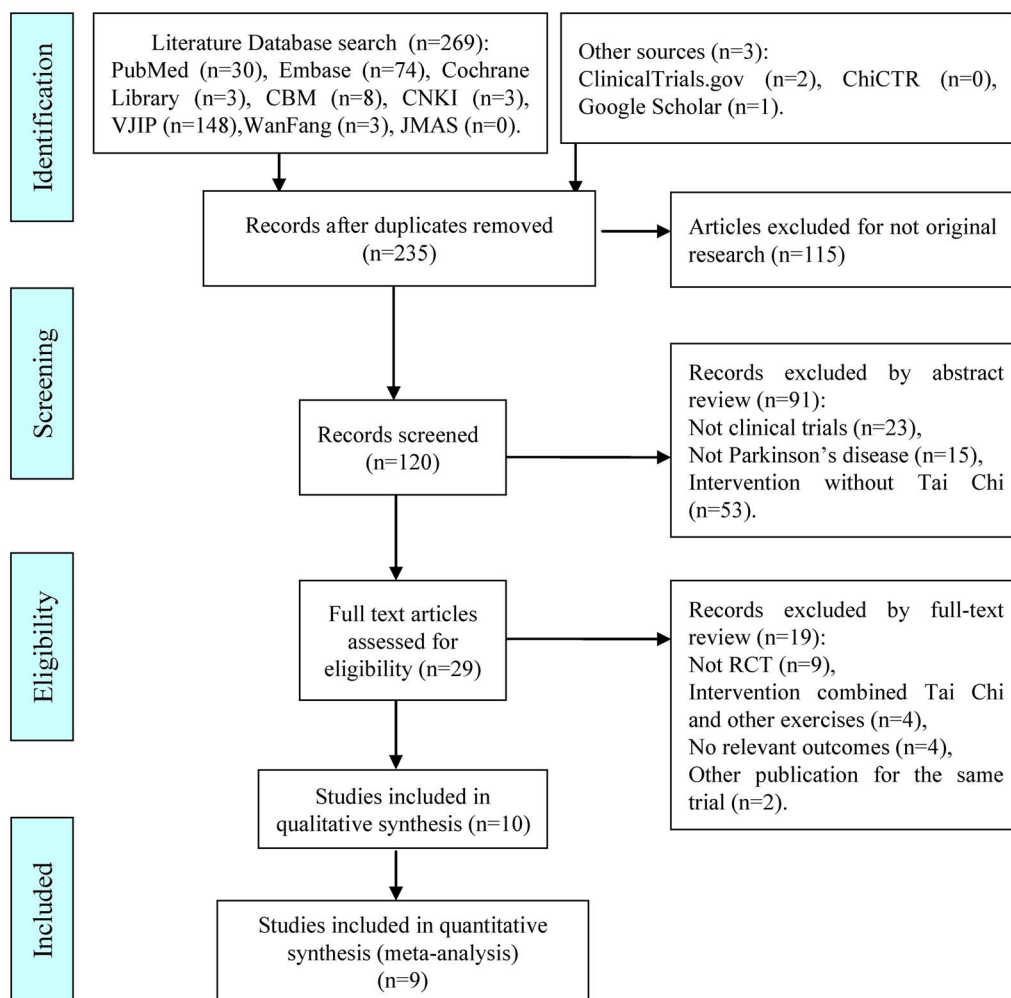 Identification
Literature Database search (n=269):
PubMed (n=30), Embase (n=74), Cochrane
Library (n=3), CBM (n=8), CNKI (n=3),
VJIP (n=148),WanFang (n=3), JMAS (n=0).
Other sources (n=3):
ClinicalTrials.gov (n=2), ChiCTR (n=0),
Google Scholar (n=1).
Records after duplicates removed
(n=235)
Articles excluded for not original
research (n=115)
Screening
Records screened
(n=120)
Records excluded by abstract
review (n=91):
Not clinical trials (n=23),
Not Parkinson's disease (n=15),
Intervention without Tai Chi
(n=53).
Eligibility
Full text articles
assessed for
eligibility (n=29)
Records excluded by full-text
review (n=19):
Not RCT (n=9),
Intervention combined Tai Chi
and other exercises (n=4),
No relevant outcomes (n=4),
Other publication for the same
trial (n=2).
Studies included in
qualitative synthesis (n=10)
Included
Studies included in quantitative
synthesis (meta-analysis)
(n=9)